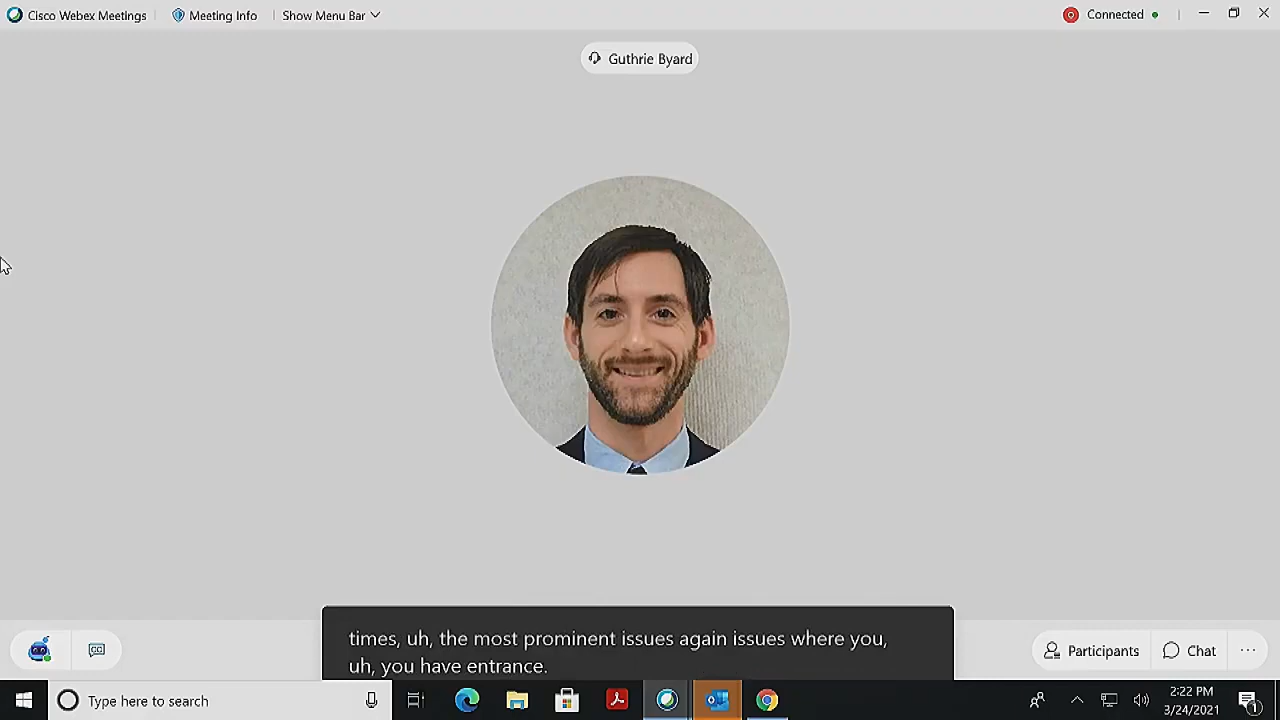 Cisco Webex Meetings
Meeting Info
Show Menu Bar
Connected
Guthrie Byard
times, uh, the most prominent issues again issues where you,
uh, you have entrance.
Participants
Chat
Type here to search
2:22 PM
3/24/2021
1